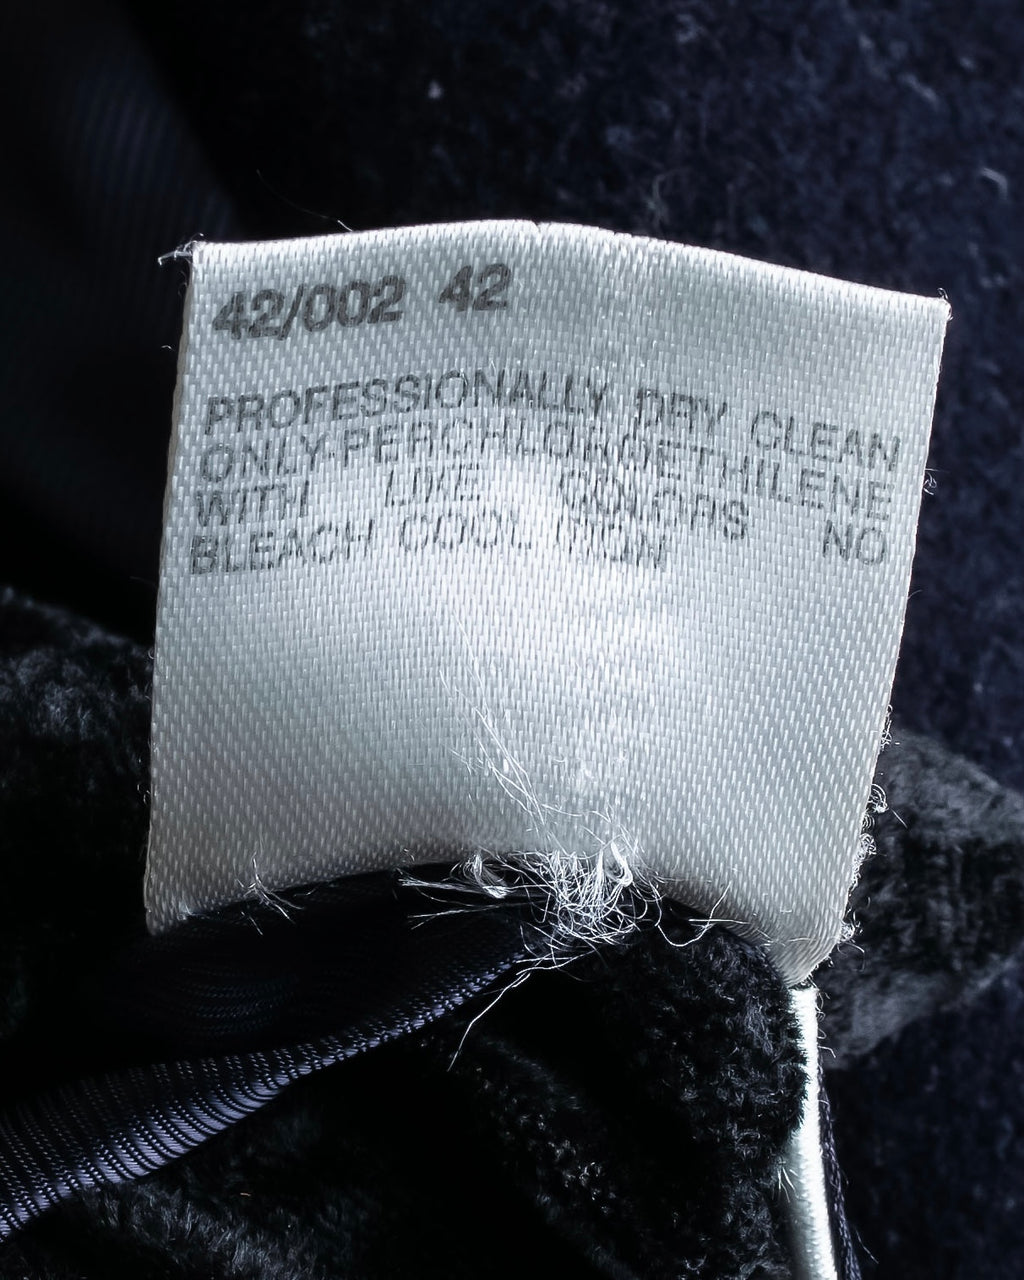 42/002 42
PROFESSIONALLY DRY CLEAN
ONLY-PERCHLOROETHILENE
WITH LIKE COLORS NO
BLEACH COOL IRON